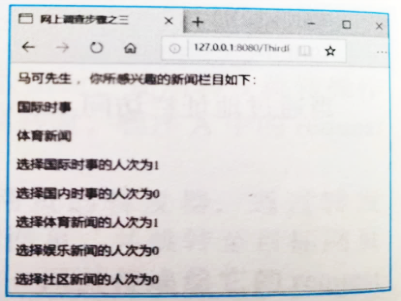 网上调查步骤之三
127.0.0.1:8080/Thirdl
马可先生，你所感兴趣的新闻栏目如下：
国际时事
体育新闻
选择国际时事的人次为1
选择国内时事的人次为0
选择体育新闻的人次为1
选择娱乐新闻的人次为0
选择社区新闻的人次为0